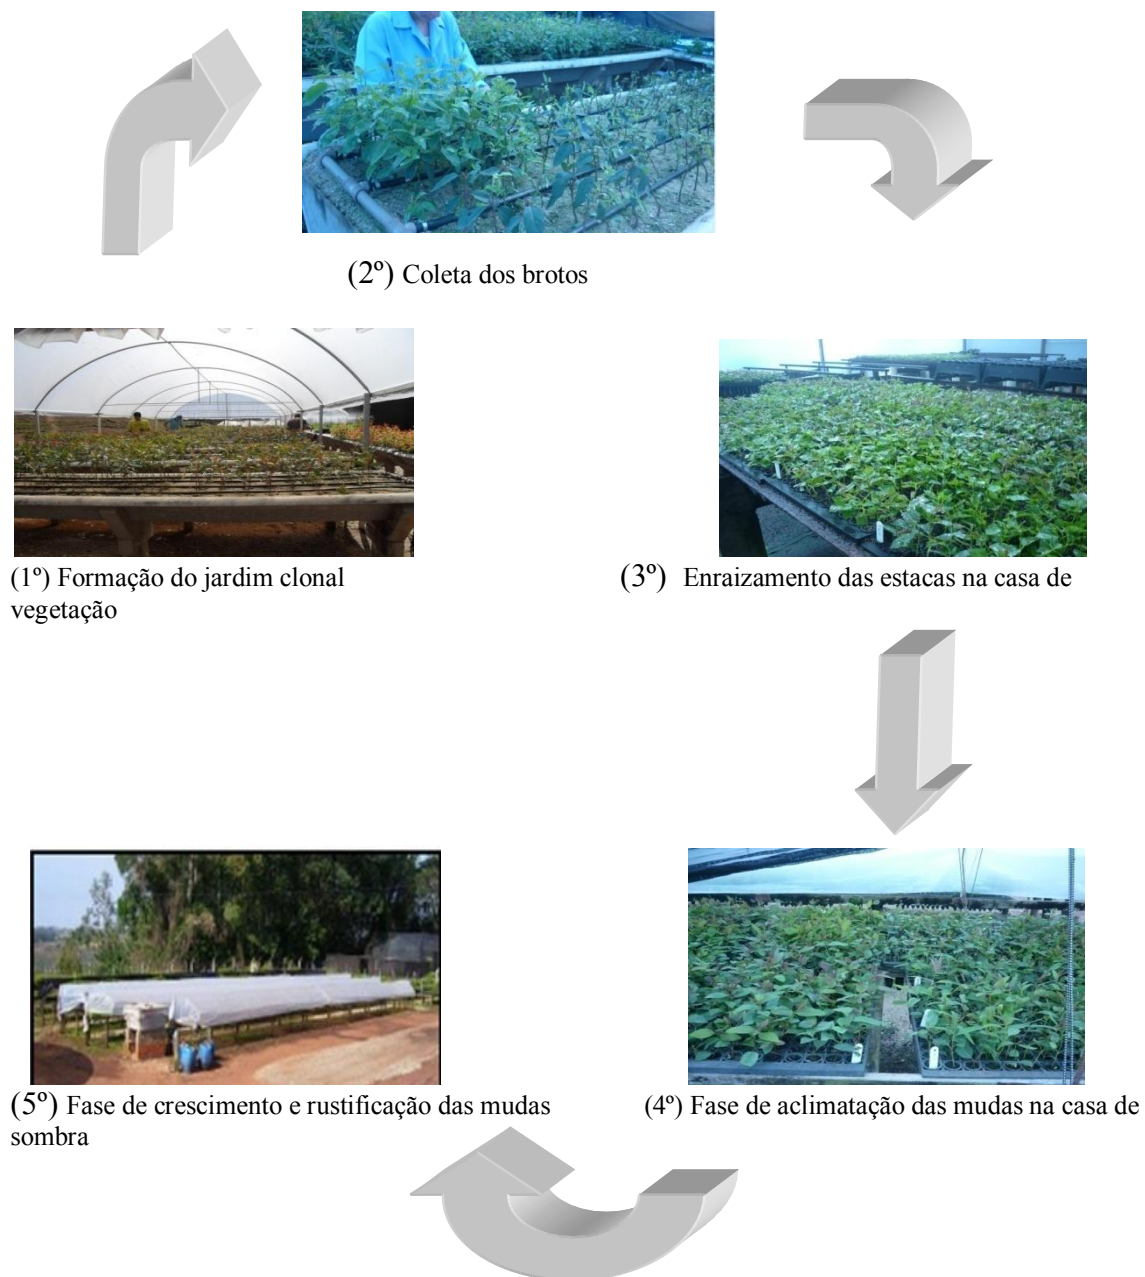 (2º) Coleta dos brotos
(1º) Formação do jardim clonal (3º) Enraizamento das estacas na casa de
vegetação
(5º) Fase de crescimento e rustificação das mudas (4º) Fase de aclimatação das mudas na casa de
sombra